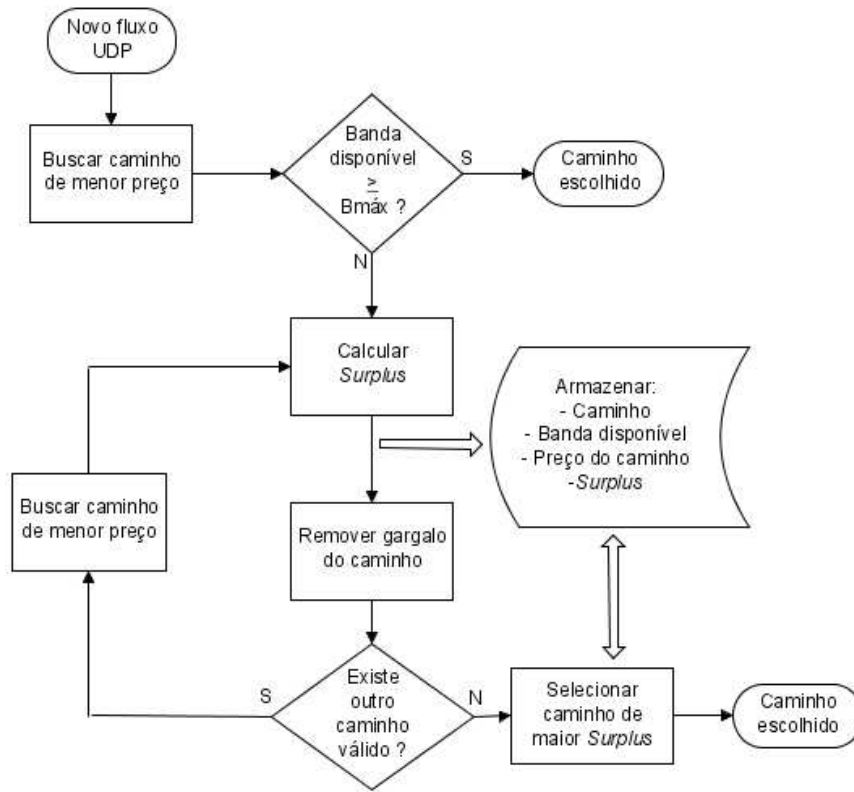 Novo fluxo
UDP
Buscar caminho
de menor preço
Banda
disponível
≥
Bmáx ?
S
Caminho
escolhido
N
Calcular
Surplus
Armazenar:
- Caminho
- Banda disponível
- Preço do caminho
-Surplus
Buscar caminho
de menor preço
Remover gargalo
do caminho
S
Existe
outro
caminho
válido ?
N
Selecionar
caminho de
maior Surplus
Caminho
escolhido